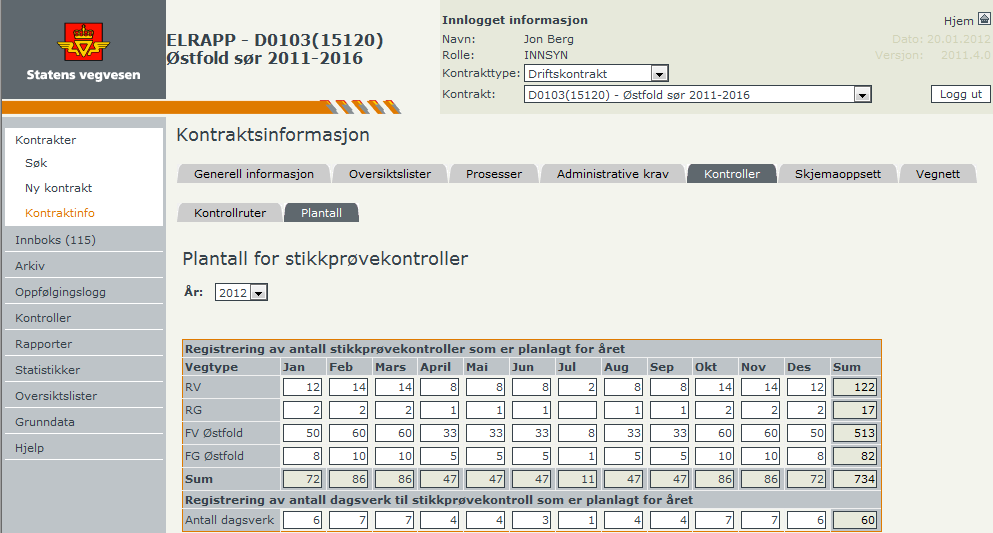 Statens vegvesen
ELRAPP - D0103(15120)
Østfold sør 2011-2016
Innlogget informasjon
Hjem
Navn: Jon Berg
Dato: 20.01.2012
Rolle: INNSYN
Versjon: 2011.4.0
Kontrakttype: Driftskontrakt
Kontrakt: D0103(15120) - Østfold sør 2011-2016
Logg ut
Kontrakter
Søk
Ny kontrakt
Kontraktinfo
Innboks (115)
Arkiv
Oppfølgingslogg
Kontroller
Rapporter
Statistikker
Oversiktslister
Grunndata
Hjelp
Kontraktsinformasjon
Generell informasjon Oversiktslister Prosesser Administrative krav Kontroller Skjemaoppsett Vegnett
Kontrollruter Plantall
Plantall for stikkprøvekontroller
År: 2012
Registrering av antall stikkprøvekontroller som er planlagt for året
Vegtype Jan Feb Mars April Mai Jun Jul Aug Sep Okt Nov Des Sum
RV 12 14 14 8 8 8 2 8 8 14 14 12 122
RG 2 2 2 1 1 1 1 1 2 2 2 17
FV Østfold 50 60 60 33 33 33 8 33 33 60 60 50 513
FG Østfold 8 10 10 5 5 5 1 5 5 10 10 8 82
Sum 72 86 86 47 47 47 11 47 47 86 86 72 734
Registrering av antall dagsverk til stikkprøvekontroll som er planlagt for året
Antall dagsverk 6 7 7 4 4 3 1 4 4 7 7 6 60